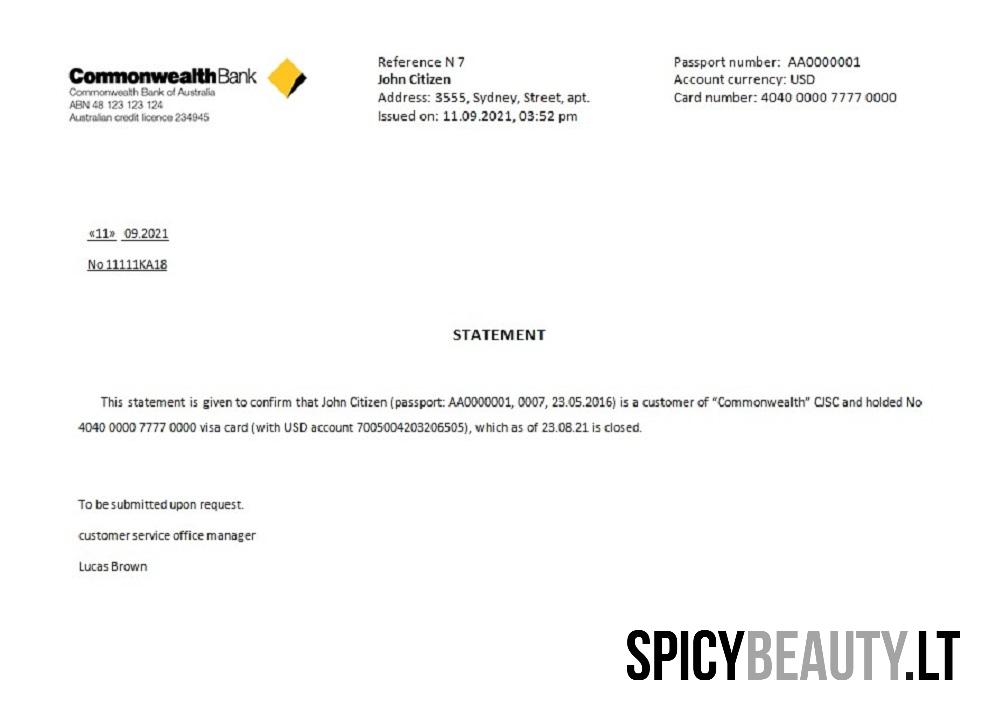 CommonwealthBank
Commonwealth Bank of Australia
ABN 48 123 123 124
Australian credit licence 234945
Reference N 7
John Citizen
Address: 3555, Sydney, Street, apt.
Issued on: 11.09.2021, 03:52 pm
Passport number: AA0000001
Account currency: USD
Card number: 4040 0000 7777 0000
«11» 09.2021
No 11111KA18
STATEMENT
This statement is given to confirm that John Citizen (passport: AA0000001, 0007, 23.05.2016) is a customer of “Commonwealth” CJSC and holded No
4040 0000 7777 0000 visa card (with USD account 7005004203206505), which as of 23.08.21 is closed.
To be submitted upon request.
customer service office manager
Lucas Brown
SPICYBEAUTY.LT